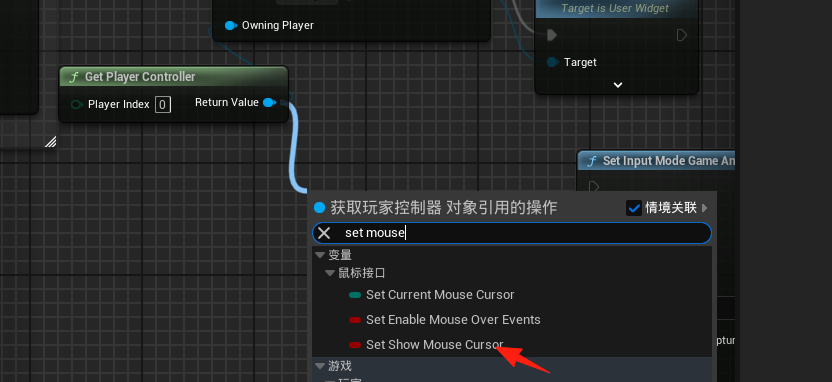 Target is User Widget
Owning Player
Target
f Get Player Controller
Player Index 0
Return Value
f Set Input Mode Game An
获取玩家控制器 对象引用的操作
情境关联
set mouse
变量
鼠标接口
Set Current Mouse Cursor
Set Enable Mouse Over Events
Set Show Mouse Cursor
ptur
游戏
玩家